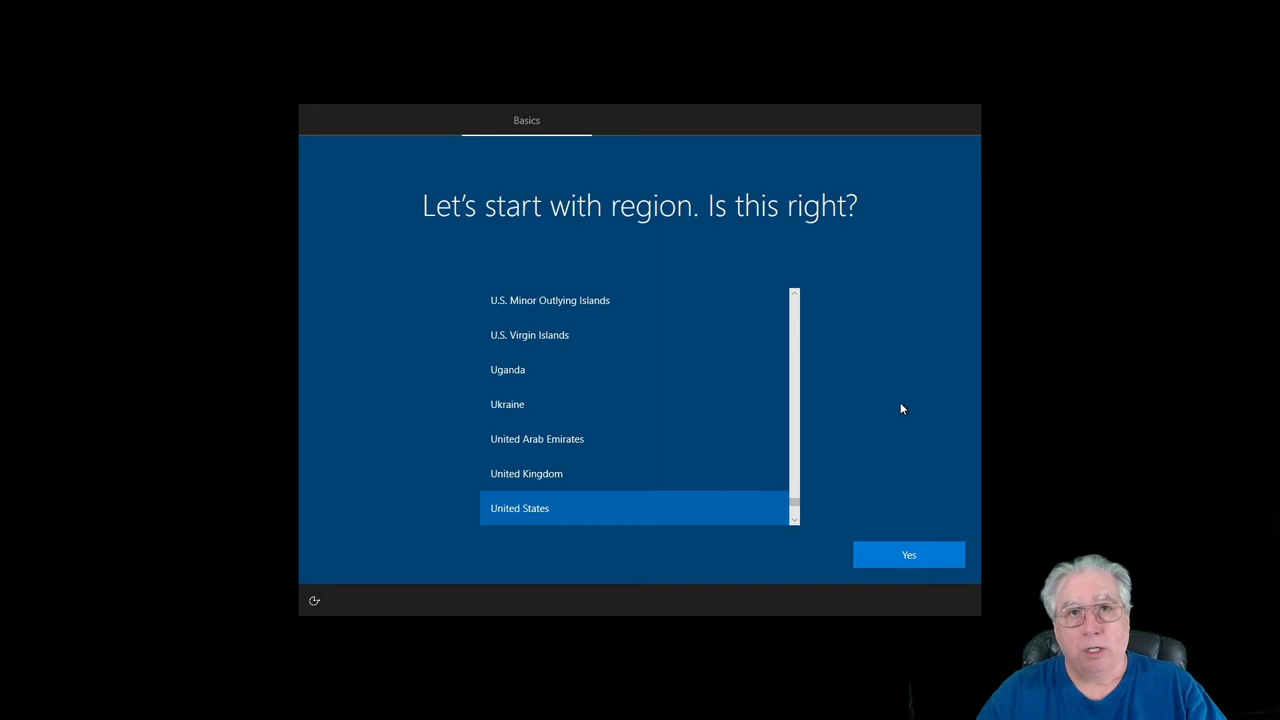 Basics
Let's start with region. Is this right?
U.S. Minor Outlying Islands
U.S. Virgin Islands
Uganda
Ukraine
United Arab Emirates
United Kingdom
United States
Yes